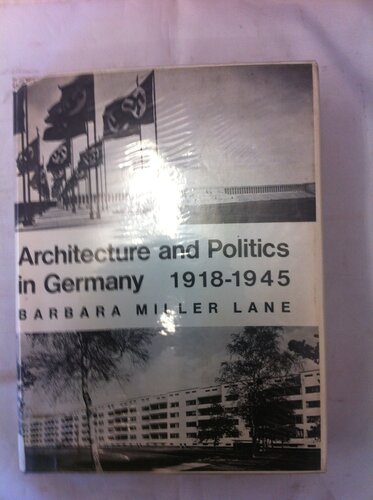 Architecture and Politics
in Germany 1918-1945
BARBARA MILLER LANE